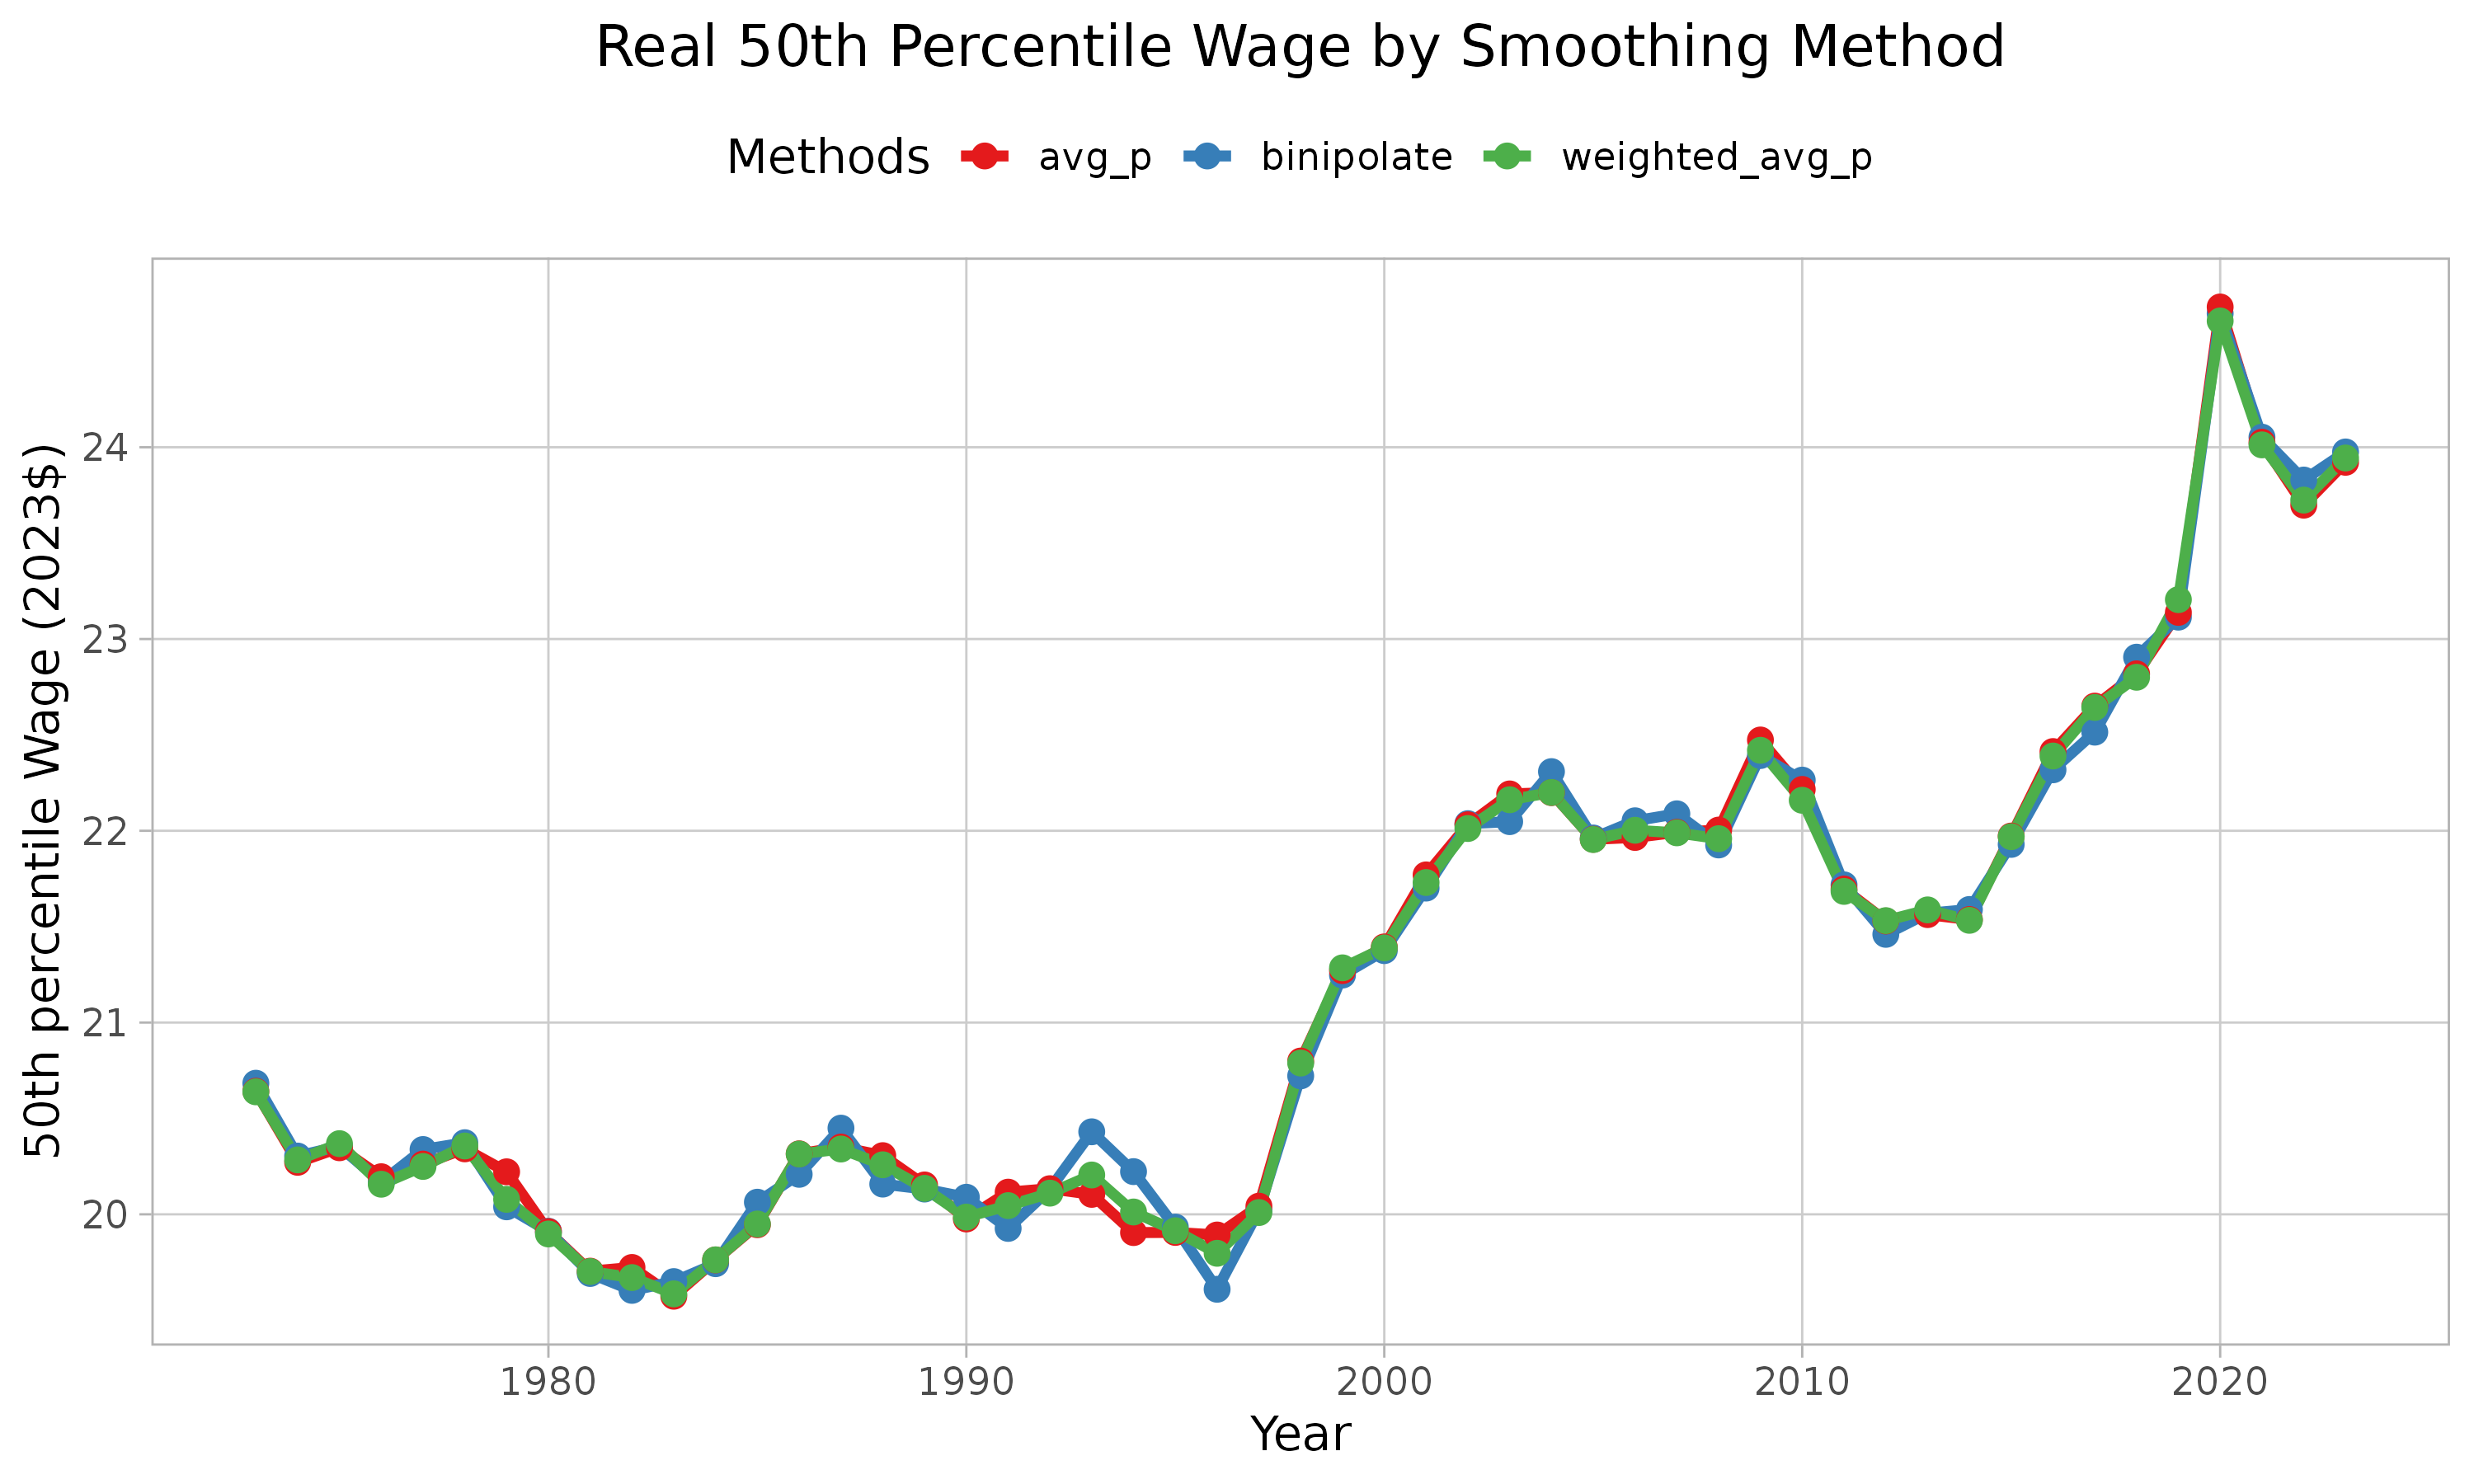 Real 50th Percentile Wage by Smoothing Method
Methods avg_p binipolate weighted_avg_p
50th percentile Wage (2023$)
24
23
22
21
20
1980 1990 2000 2010 2020
Year